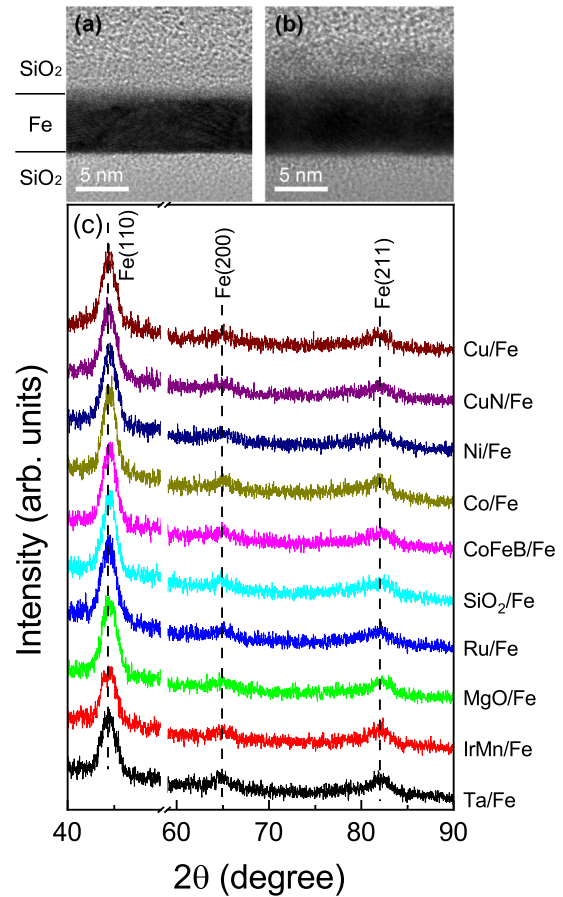 (a)
(b)
SiO₂
Fe
SiO₂
5 nm
5 nm
(c)
Fe(110)
Fe(200)
Fe(211)
Cu/Fe
CuN/Fe
Ni/Fe
Co/Fe
CoFeB/Fe
SiO₂/Fe
Ru/Fe
MgO/Fe
IrMn/Fe
Ta/Fe
Intensity (arb. units)
40
60
70
80
90
2θ (degree)